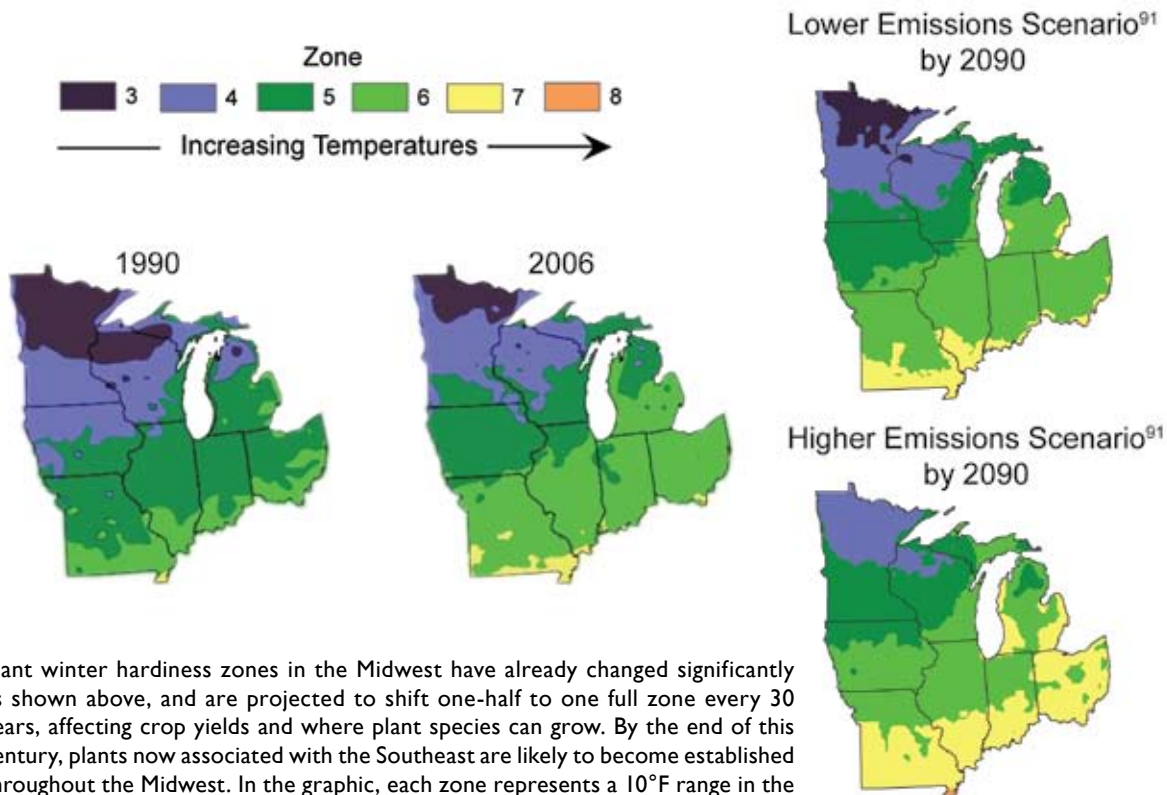 Zone
3 4 5 6 7 8
Increasing Temperatures
1990
2006
Lower Emissions Scenario91
by 2090
Higher Emissions Scenario91
by 2090
ant winter hardiness zones in the Midwest have already changed significantly
s shown above, and are projected to shift one-half to one full zone every 30
ears, affecting crop yields and where plant species can grow. By the end of this
entury, plants now associated with the Southeast are likely to become established
hroughout the Midwest. In the graphic, each zone represents a 10°F range in the